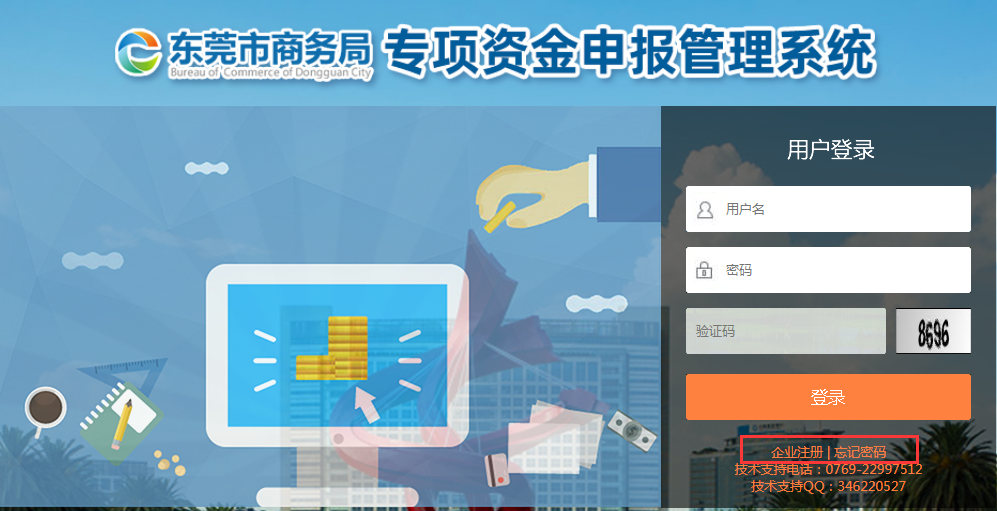 东莞市商务局
Bureau of Commerce of Dongguan City
专项资金申报管理系统
用户登录
用户名
密码
验证码
8696
登录
企业注册 | 忘记密码
技术支持电话：0769-22997512
技术支持QQ：346220527